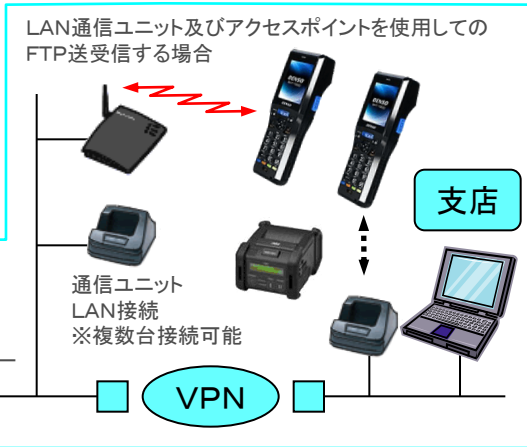 LAN通信ユニット及びアクセスポイントを使用しての
FTP送受信する場合
DENSO
DENSO
支店
通信ユニット
LAN接続
※複数台接続可能
VPN